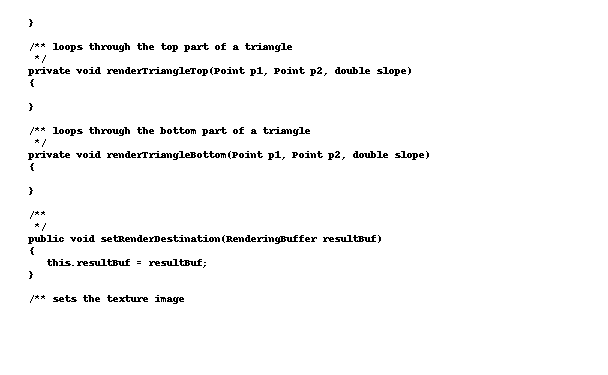 }

/** loops through the top part of a triangle
 */
private void renderTriangleTop(Point p1, Point p2, double slope)
{

}

/** loops through the bottom part of a triangle
 */
private void renderTriangleBottom(Point p1, Point p2, double slope)
{

}

/**
 */
public void setRenderDestination(RenderingBuffer resultBuf)
{
   this.resultBuf = resultBuf;
}

/** sets the texture image